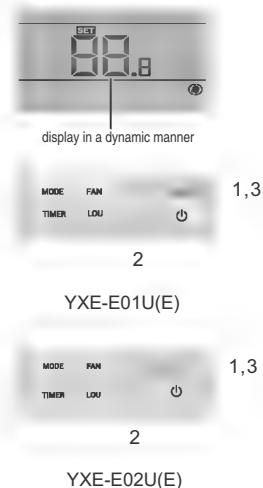 SET
88.8
display in a dynamic manner
MODE FAN
1,3
TIMER LOU
2
YXE-E01U(E)
MODE FAN
1,3
TIMER LOU
2
YXE-E02U(E)